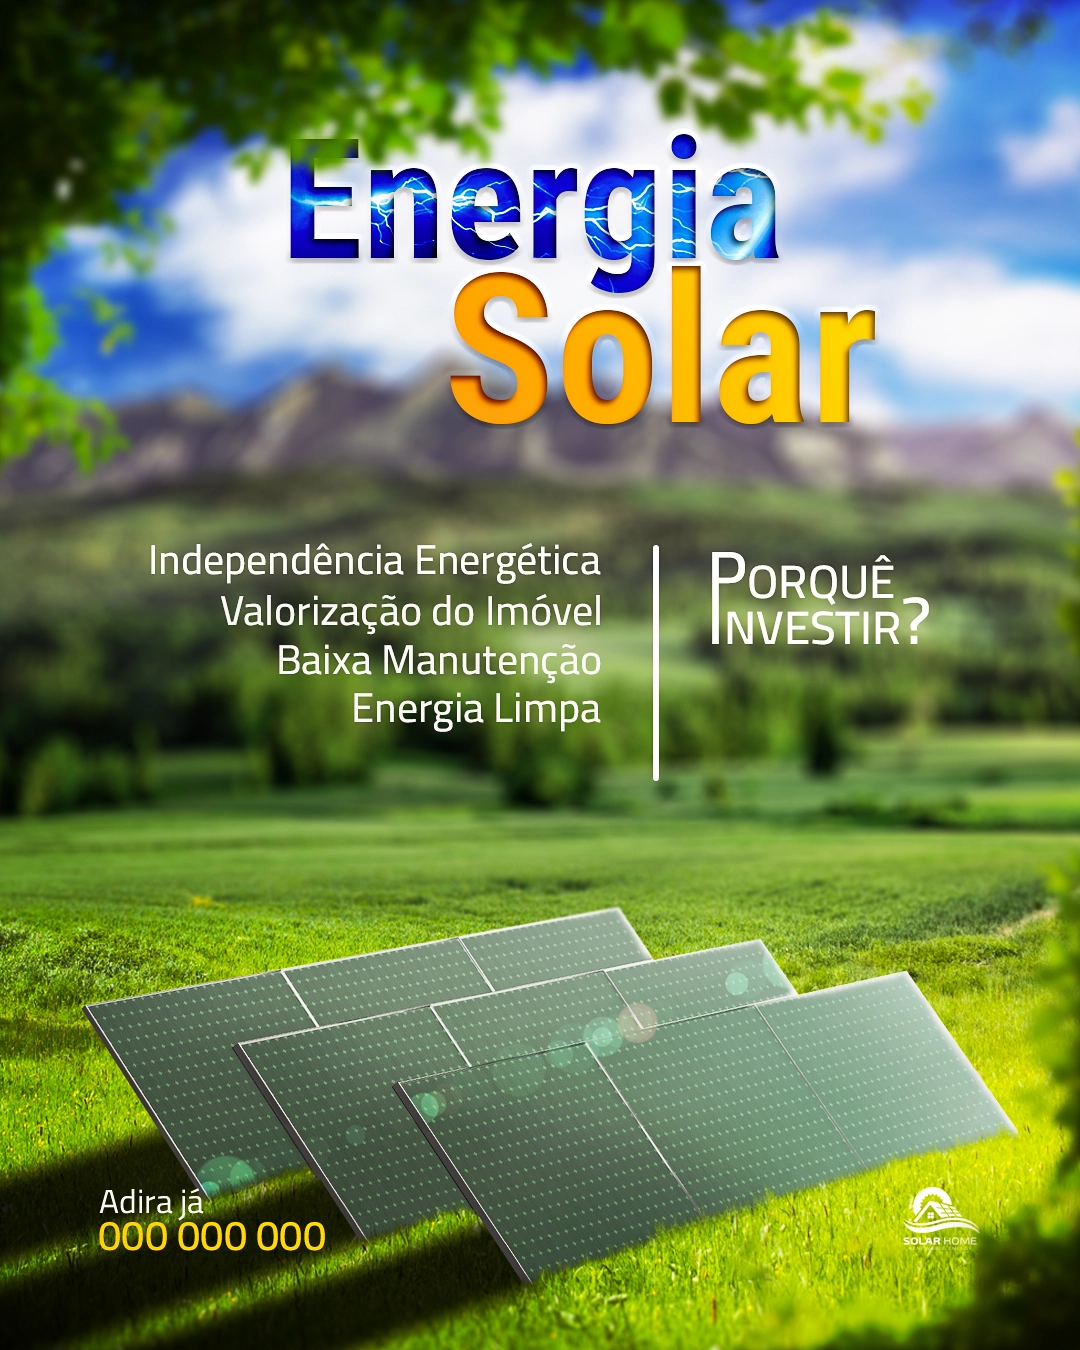 Energia
Solar
Independência Energética
Valorização do Imóvel
Baixa Manutenção
Energia Limpa
PORQUÊ
INVESTIR?
Adira já
000 000 000
SOLAR HOME